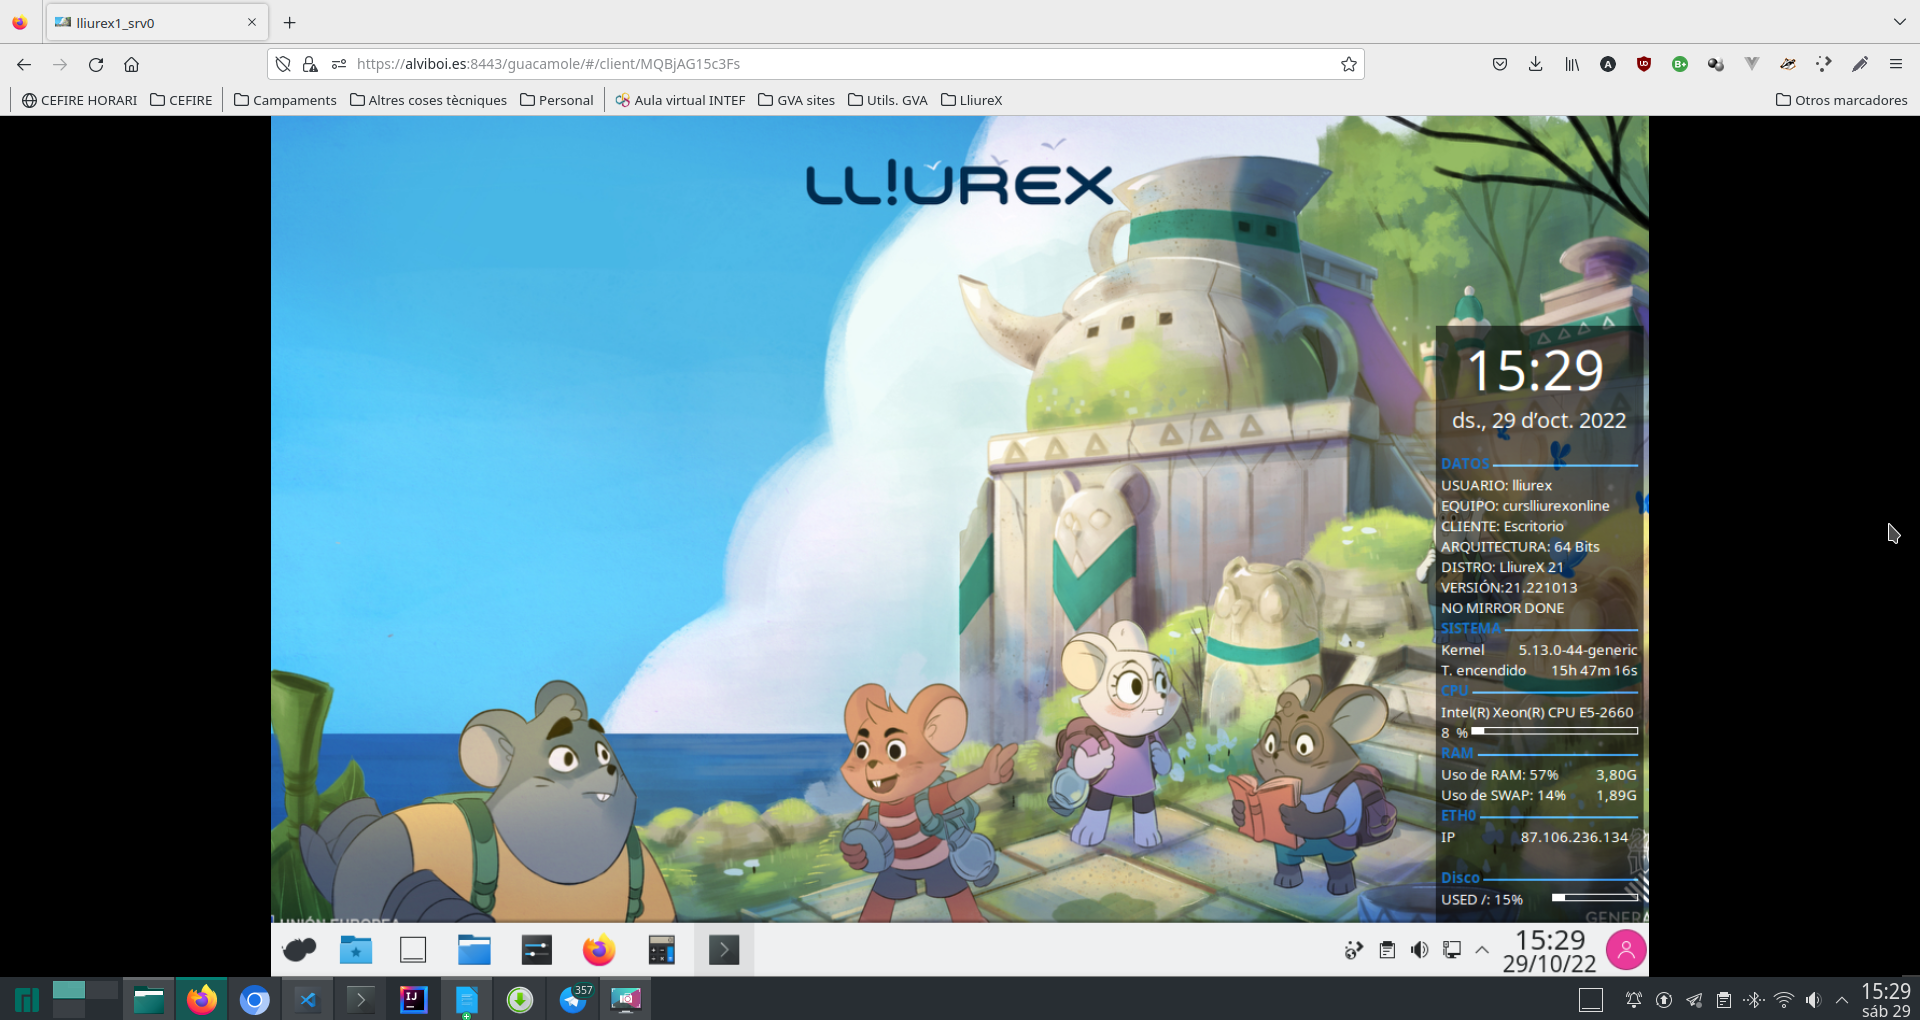 lliurex1_srv0
https://alviboi.es:8443/guacamole/#/client/MQBjAG15c3Fs
CEFIRE HORARI
CEFIRE
Campaments
Altres coses tècniques
Personal
Aula virtual INTEF
GVA sites
Utils. GVA
LliureX
Otros marcadores
LL!UREX
15:29
ds., 29 d’oct. 2022
DATOS
USUARIO: lliurex
EQUIPO: curslliurexonline
CLIENTE: Escritorio
ARQUITECTURA: 64 Bits
DISTRO: LliureX 21
VERSIÓN:21.221013
NO MIRROR DONE
SISTEMA
Kernel 5.13.0-44-generic
T. encendido 15h 47m 16s
CPU
Intel(R) Xeon(R) CPU E5-2660
8 %
RAM
Uso de RAM: 57% 3,80G
Uso de SWAP: 14% 1,89G
ETH0
IP 87.106.236.134
Disco
USED /: 15%
UNIÓN EUROPEA
GENERA
15:29
29/10/22
IJ
357
15:29
sáb 29